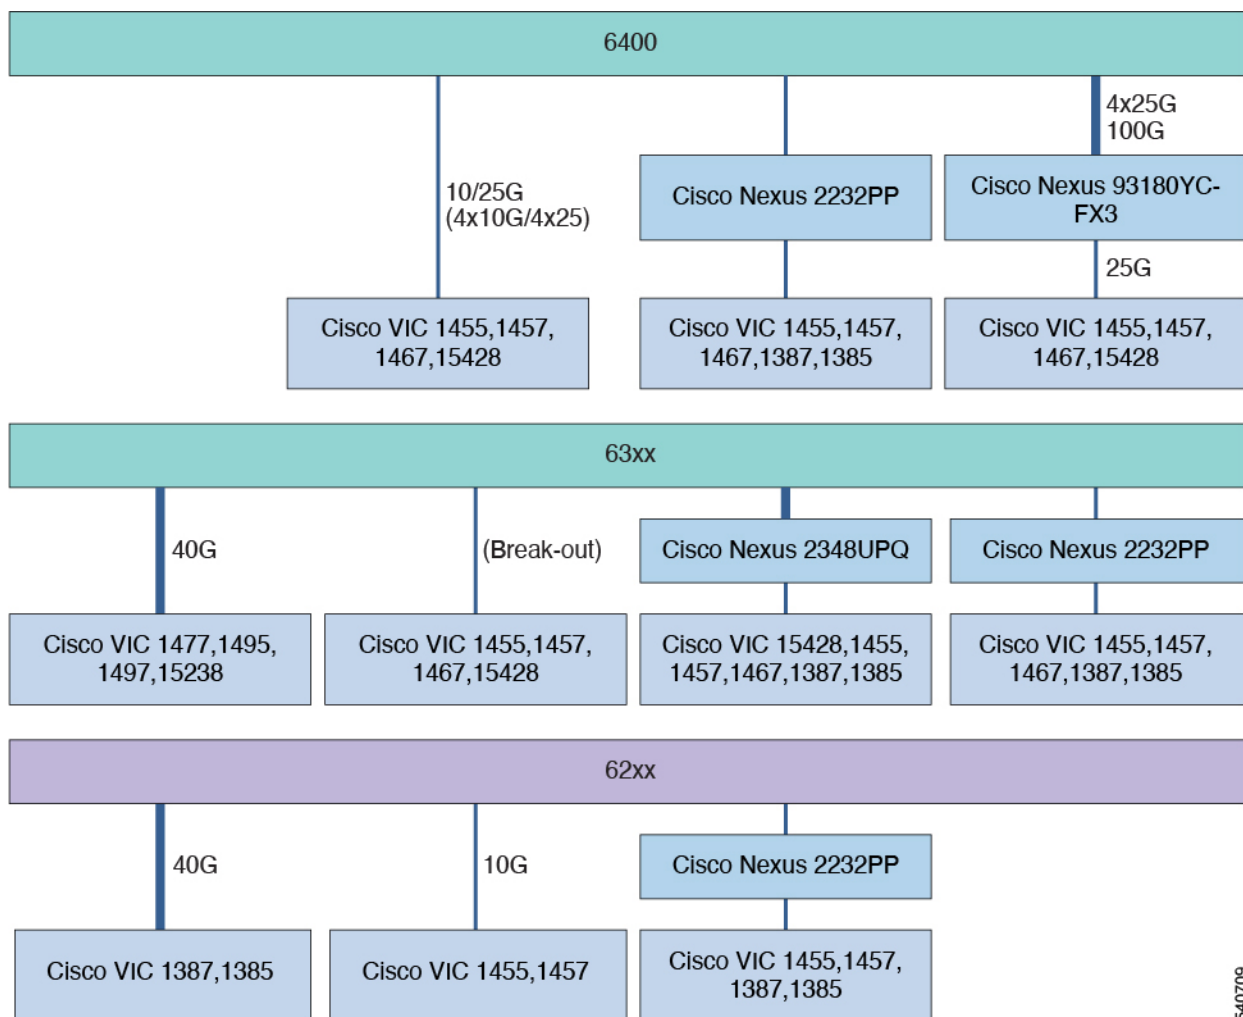 6400
4x25G
100G
10/25G
(4x10G/4x25)
Cisco Nexus 2232PP
Cisco Nexus 93180YC-
FX3
25G
Cisco VIC 1455,1457,
1467,15428
Cisco VIC 1455,1457,
1467,1387,1385
Cisco VIC 1455,1457,
1467,15428
63xx
40G
(Break-out)
Cisco Nexus 2348UPQ
Cisco Nexus 2232PP
Cisco VIC 1477,1495,
1497,15238
Cisco VIC 1455,1457,
1467,15428
Cisco VIC 15428,1455,
1457,1467,1387,1385
Cisco VIC 1455,1457,
1467,1387,1385
62xx
40G
10G
Cisco Nexus 2232PP
Cisco VIC 1387,1385
Cisco VIC 1455,1457
Cisco VIC 1455,1457,
1387,1385